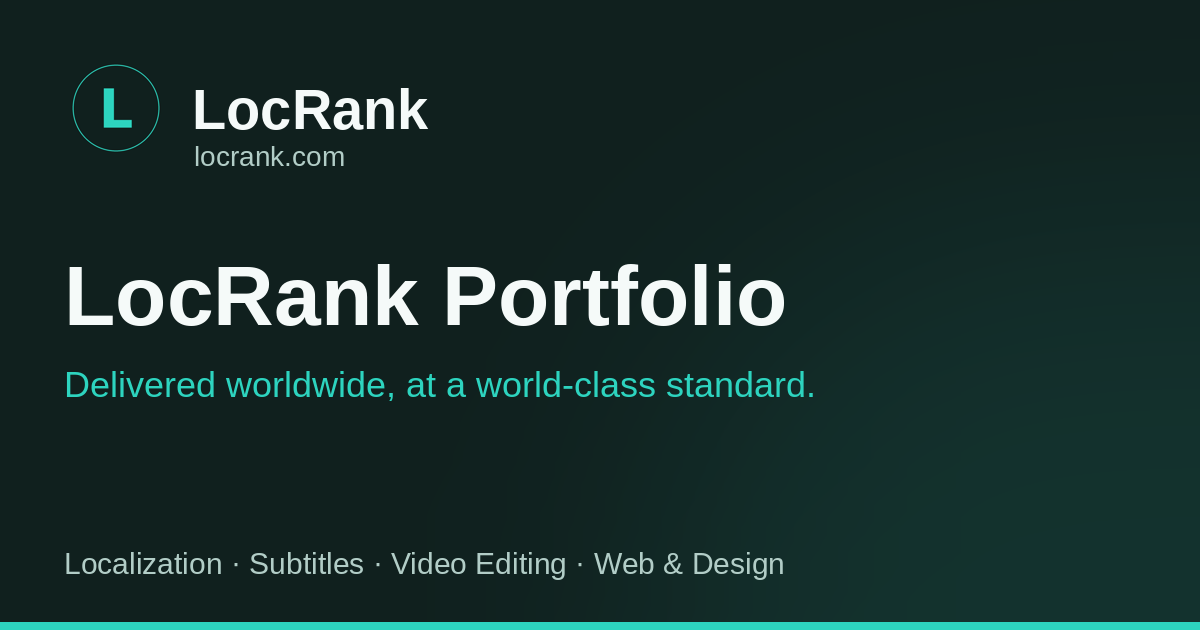 L
LocRank
locrank.com
LocRank Portfolio
Delivered worldwide, at a world-class standard.
Localization · Subtitles · Video Editing · Web & Design